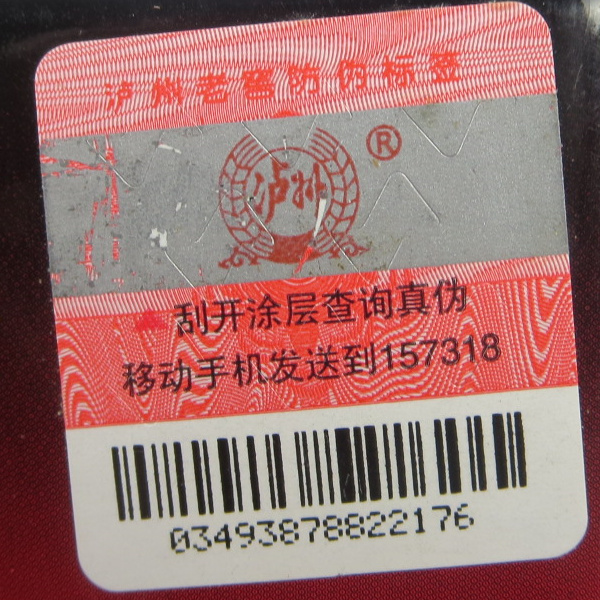 泸州老窖防伪标签
泸州
®
刮开涂层查询真伪
移动手机发送到157318
03493878822176